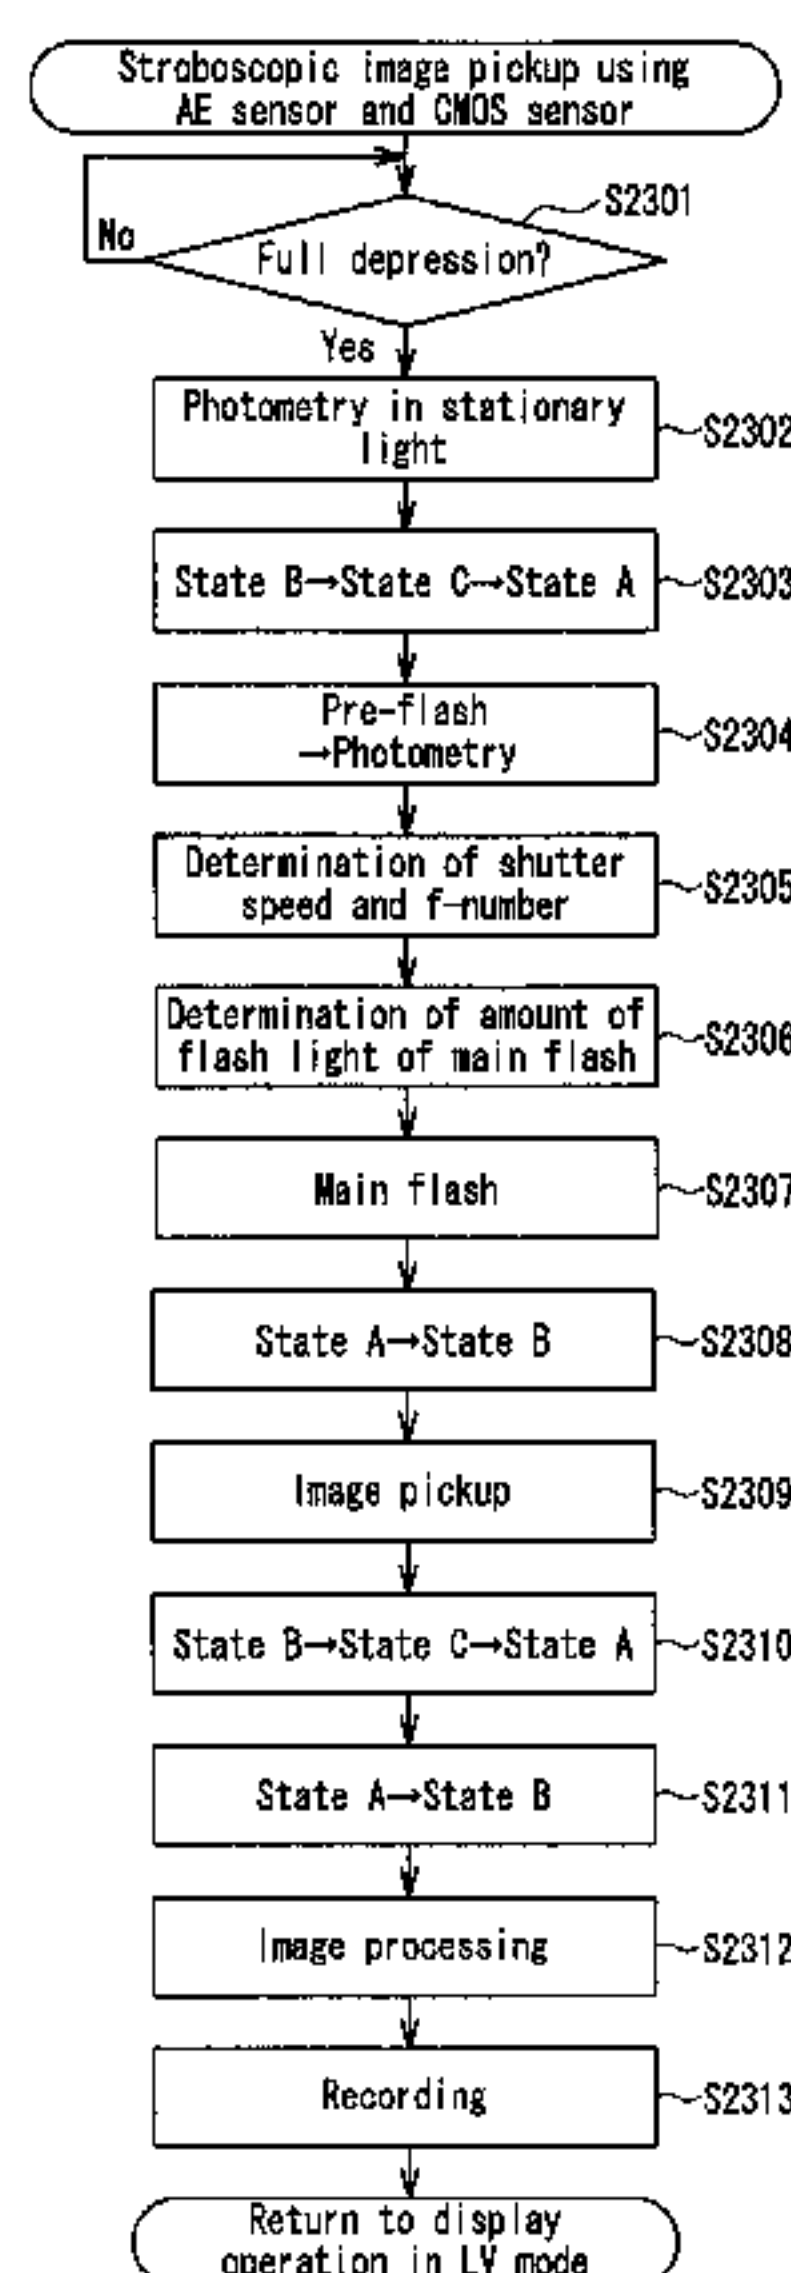 Stroboscopic image pickup using
AE sensor and CMOS sensor
S2301
No
Full depression?
Yes
Photometry in stationary
light
S2302
State B→State C→State A
S2303
Pre-flash
→Photometry
S2304
Determination of shutter
speed and f-number
S2305
Determination of amount of
flash light of main flash
S2306
Main flash
S2307
State A→State B
S2308
Image pickup
S2309
State B→State C→State A
S2310
State A→State B
S2311
Image processing
S2312
Recording
S2313
Return to display
operation in LV mode